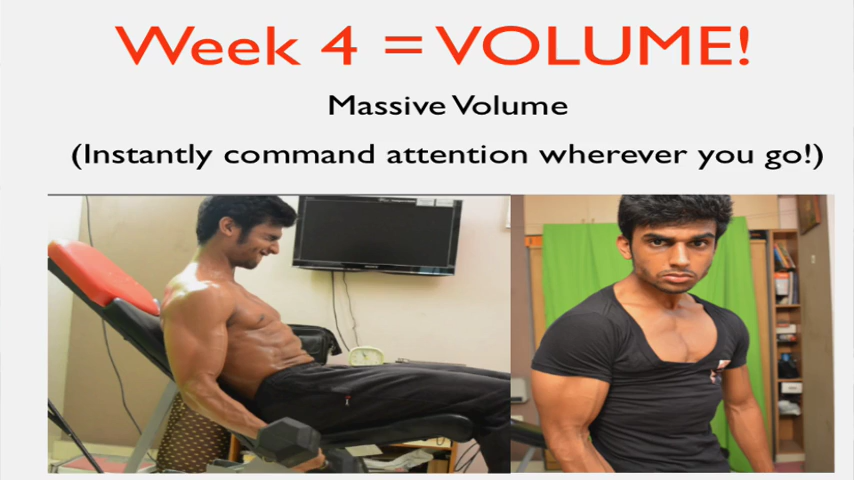 Week 4 = VOLUME!
Massive Volume
(Instantly command attention wherever you go!)